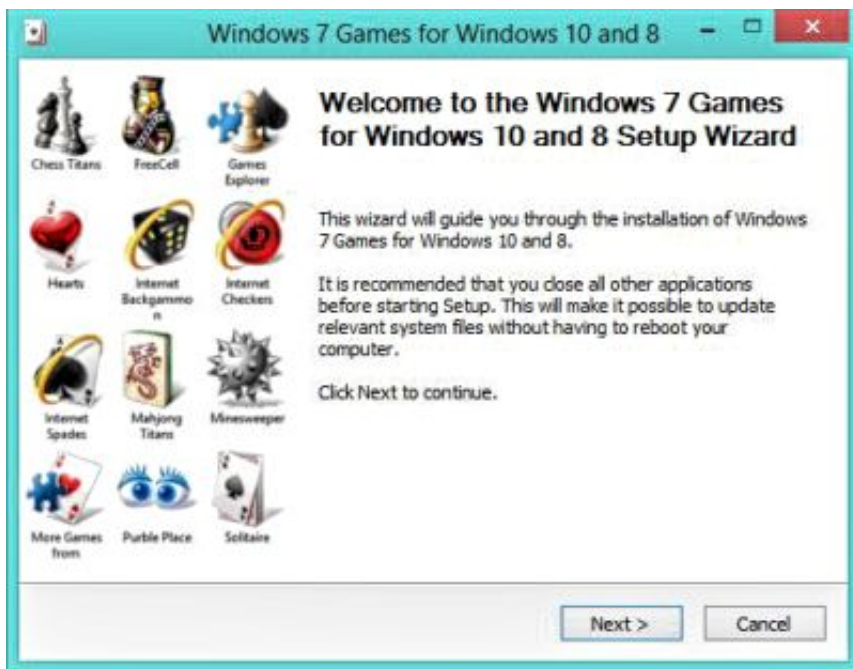 Windows 7 Games for Windows 10 and 8
Welcome to the Windows 7 Games
for Windows 10 and 8 Setup Wizard
This wizard will guide you through the installation of Windows
7 Games for Windows 10 and 8.
It is recommended that you close all other applications
before starting Setup. This will make it possible to update
relevant system files without having to reboot your
computer.
Click Next to continue.
Chess Titans
FreeCell
Games
Explorer
Hearts
Internet
Backgammo
n
Internet
Checkers
Internet
Spades
Mahjong
Titans
Minesweeper
More Games
from
Purble Place
Solitaire
Next >
Cancel